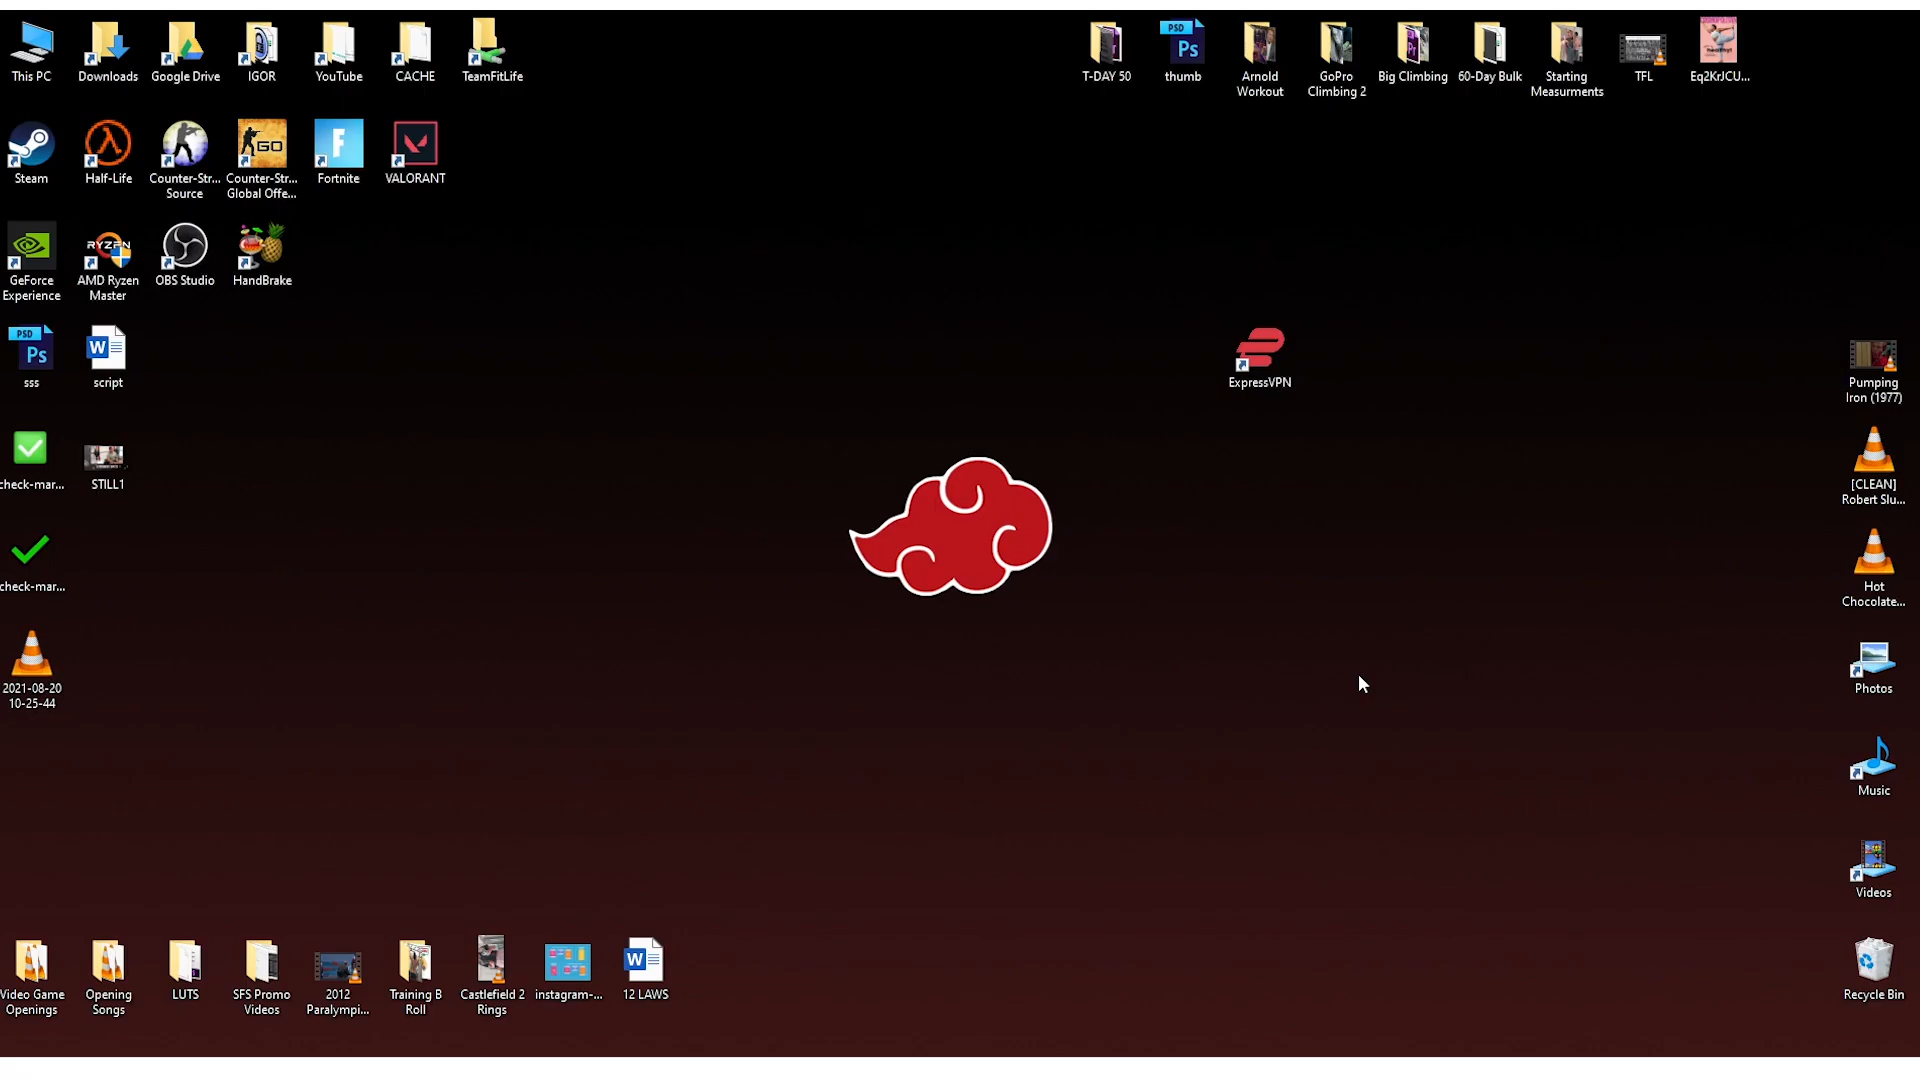 This PC
Downloads
Google Drive
IGOR
YouTube
CACHE
TeamFitLife
T-DAY 50
PSD
Ps
thumb
Arnold
Workout
GoPro
Climbing 2
Big Climbing
60-Day Bulk
Starting
Measurments
TFL
Eq2KrJCU...
Steam
Half-Life
Counter-Str...
Source
GO
Counter-Str...
Global Offe...
F
Fortnite
VALORANT
GeForce
Experience
RYZEN
AMD Ryzen
Master
OBS Studio
HandBrake
PSD
Ps
sss
W
script
ExpressVPN
Pumping
Iron (1977)
check-mar...
STILL1
[CLEAN]
Robert Slu...
check-mar...
Hot
Chocolate...
2021-08-20
10-25-44
Photos
Music
Videos
Video Game
Openings
Opening
Songs
LUTS
SFS Promo
Videos
2012
Paralympi...
Training B
Roll
Castlefield 2
Rings
instagram-...
W
12 LAWS
Recycle Bin